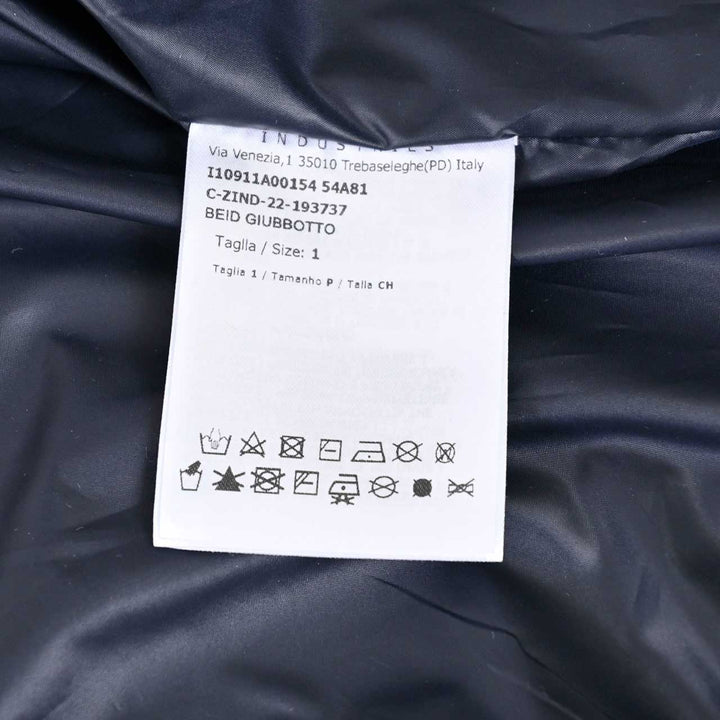 INDUSTRIES
Via Venezia,1 35010 Trebaseleghe(PD) Italy
I10911A00154 54A81
C-ZIND-22-193737
BEID GIUBBOTTO
Taglia / Size: 1
Taglia 1 / Tamanho P / Talla CH